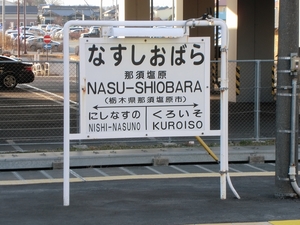 なすしおばら
那須塩原
NASU-SHIOBARA
(栃木県那須塩原市)
にしなすの くろいそ
NISHI-NASUNO KUROISO